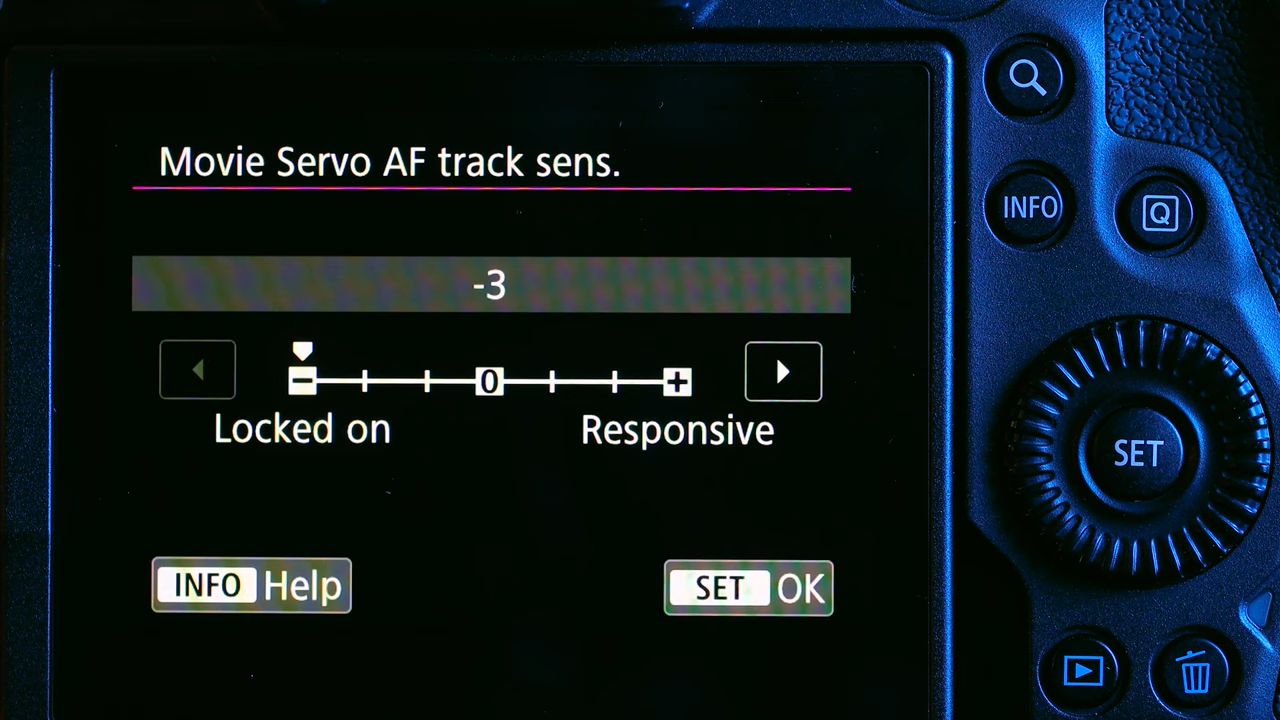 Movie Servo AF track sens.
-3
0
Locked on
Responsive
INFO Help
SET OK
INFO
Q
SET